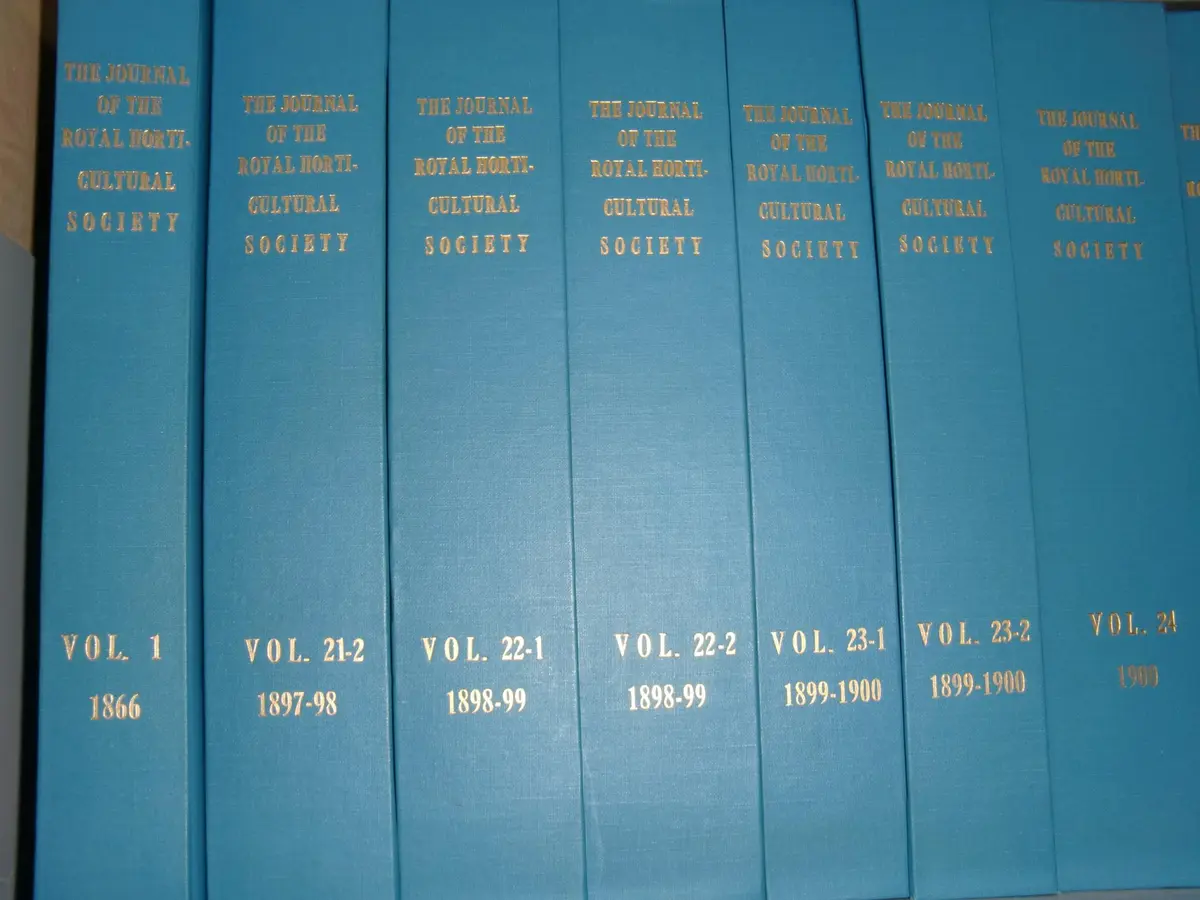 THE JOURNAL
OF THE
ROYAL HORTI-
CULTURAL
SOCIETY
VOL. 1
1866
THE JOURNAL
OF THE
ROYAL HORTI-
CULTURAL
SOCIETY
VOL. 21-2
1897-98
THE JOURNAL
OF THE
ROYAL HORTI-
CULTURAL
SOCIETY
VOL. 22-1
1898-99
THE JOURNAL
OF THE
ROYAL HORTI-
CULTURAL
SOCIETY
VOL. 22-2
1898-99
THE JOURNAL
OF THE
ROYAL HORTI-
CULTURAL
SOCIETY
VOL. 23-1
1899-1900
THE JOURNAL
OF THE
ROYAL HORTI-
CULTURAL
SOCIETY
VOL. 23-2
1899-1900
THE JOURNAL
OF THE
ROYAL HORTI-
CULTURAL
SOCIETY
VOL. 24
1900